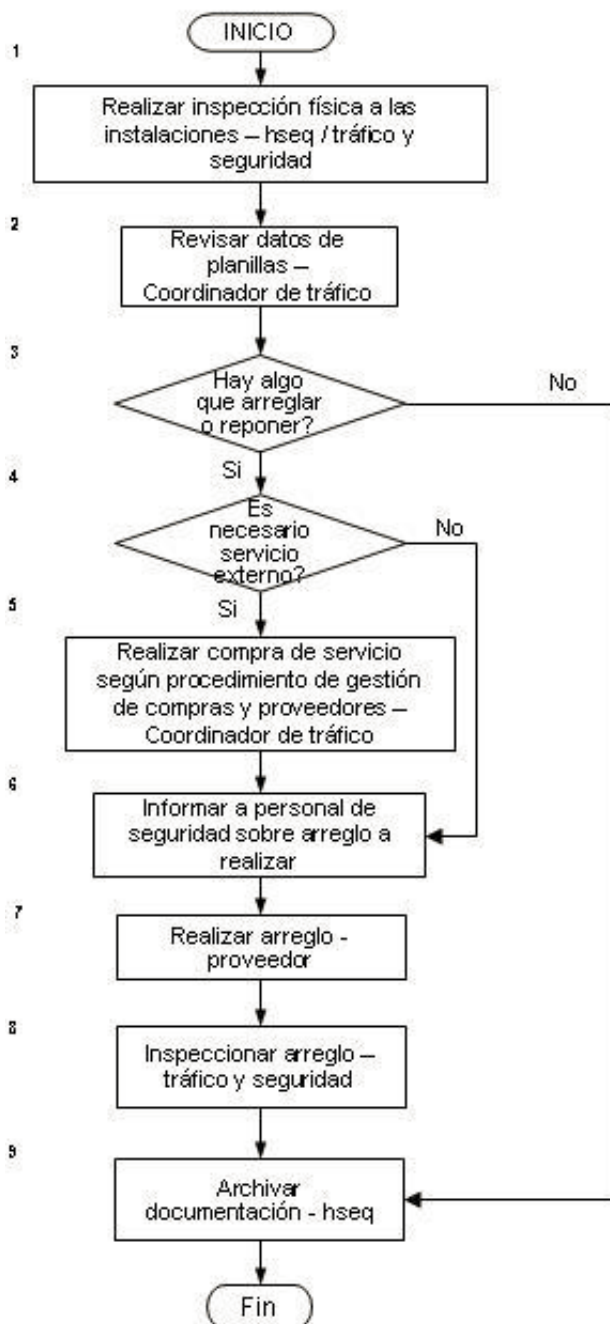 INICIO
1
Realizar inspección física a las
instalaciones – hseq / tráfico y
seguridad
2
Revisar datos de
planillas –
Coordinador de tráfico
3
Hay algo
que arreglar
o reponer?
No
Si
4
Es
necesario
servicio
externo?
No
Si
5
Realizar compra de servicio
según procedimiento de gestión
de compras y proveedores –
Coordinador de tráfico
6
Informar a personal de
seguridad sobre arreglo a
realizar
7
Realizar arreglo -
proveedor
8
Inspeccionar arreglo –
tráfico y seguridad
9
Archivar
documentación - hseq
Fin